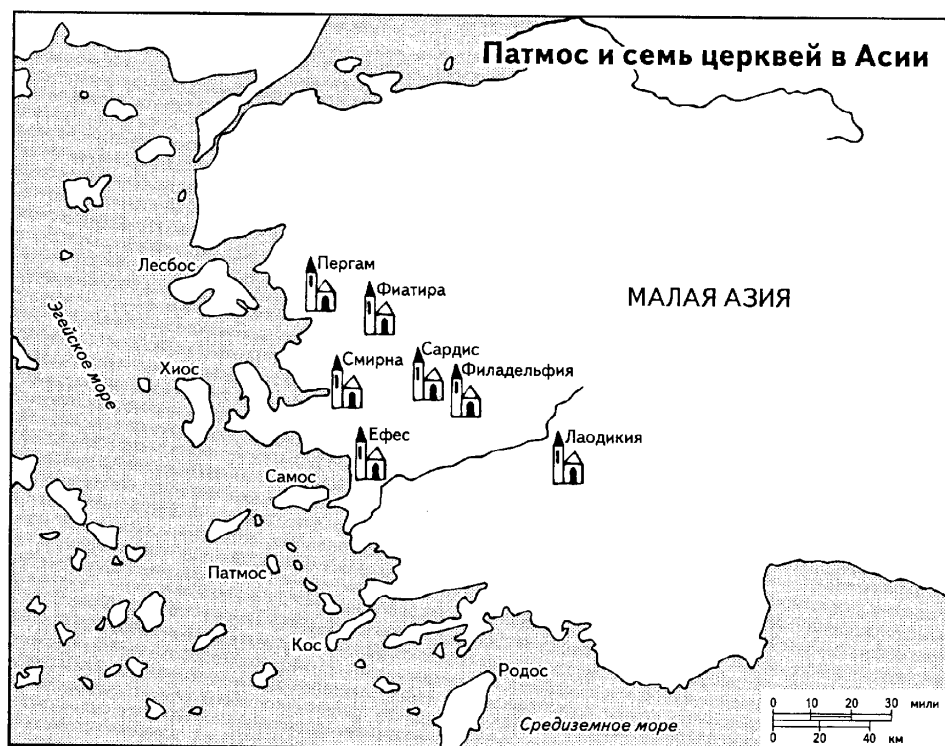 Патмос и семь церквей в Асии
Лесбос
Пергам
Фиатира
МАЛАЯ АЗИЯ
Эгейское море
Хиос
Смирна
Сардис
Филадельфия
Ефес
Лаодикия
Самос
Патмос
Кос
Родос
Средиземное море
0 10 20 30 мили
0 20 40 км